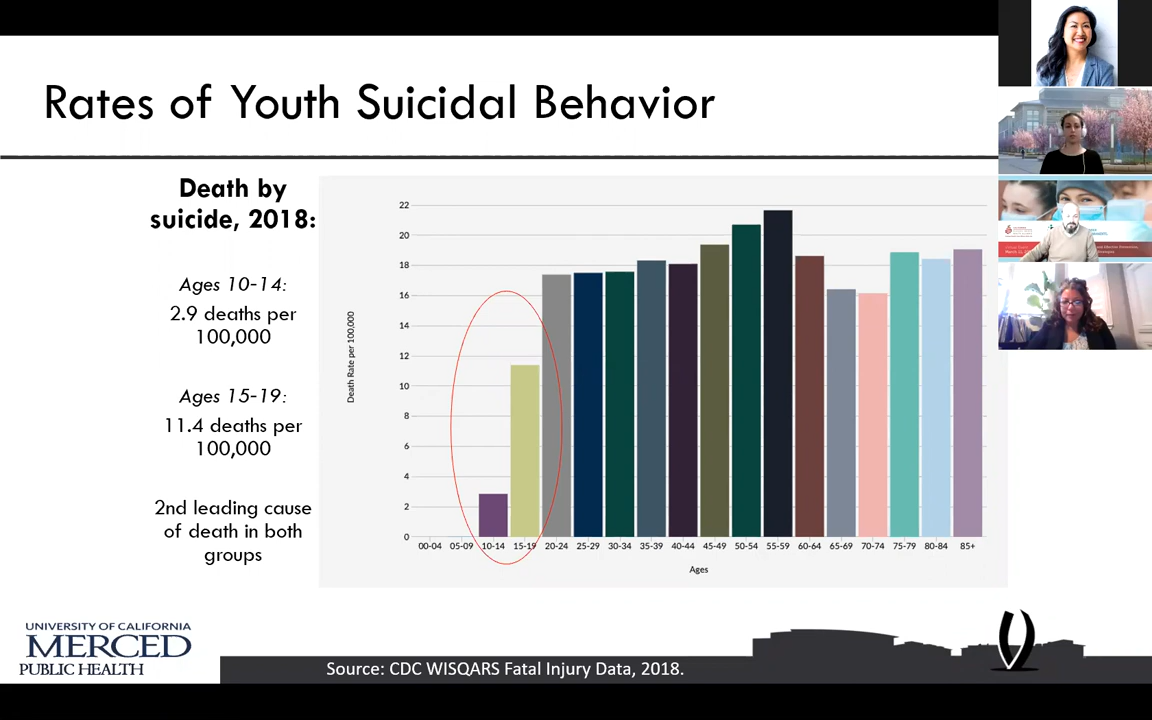 Rates of Youth Suicidal Behavior
Death by
suicide, 2018:
Ages 10-14:
2.9 deaths per
100,000
Ages 15-19:
11.4 deaths per
100,000
2nd leading cause
of death in both
groups
22
20
18
16
14
12
10
8
6
4
2
0
Death Rate per 100,000
00-04 05-09 10-14 15-19 20-24 25-29 30-34 35-39 40-44 45-49 50-54 55-59 60-64 65-69 70-74 75-79 80-84 85+
Ages
UNIVERSITY OF CALIFORNIA
MERCED
PUBLIC HEALTH
Source: CDC WISQARS Fatal Injury Data, 2018.